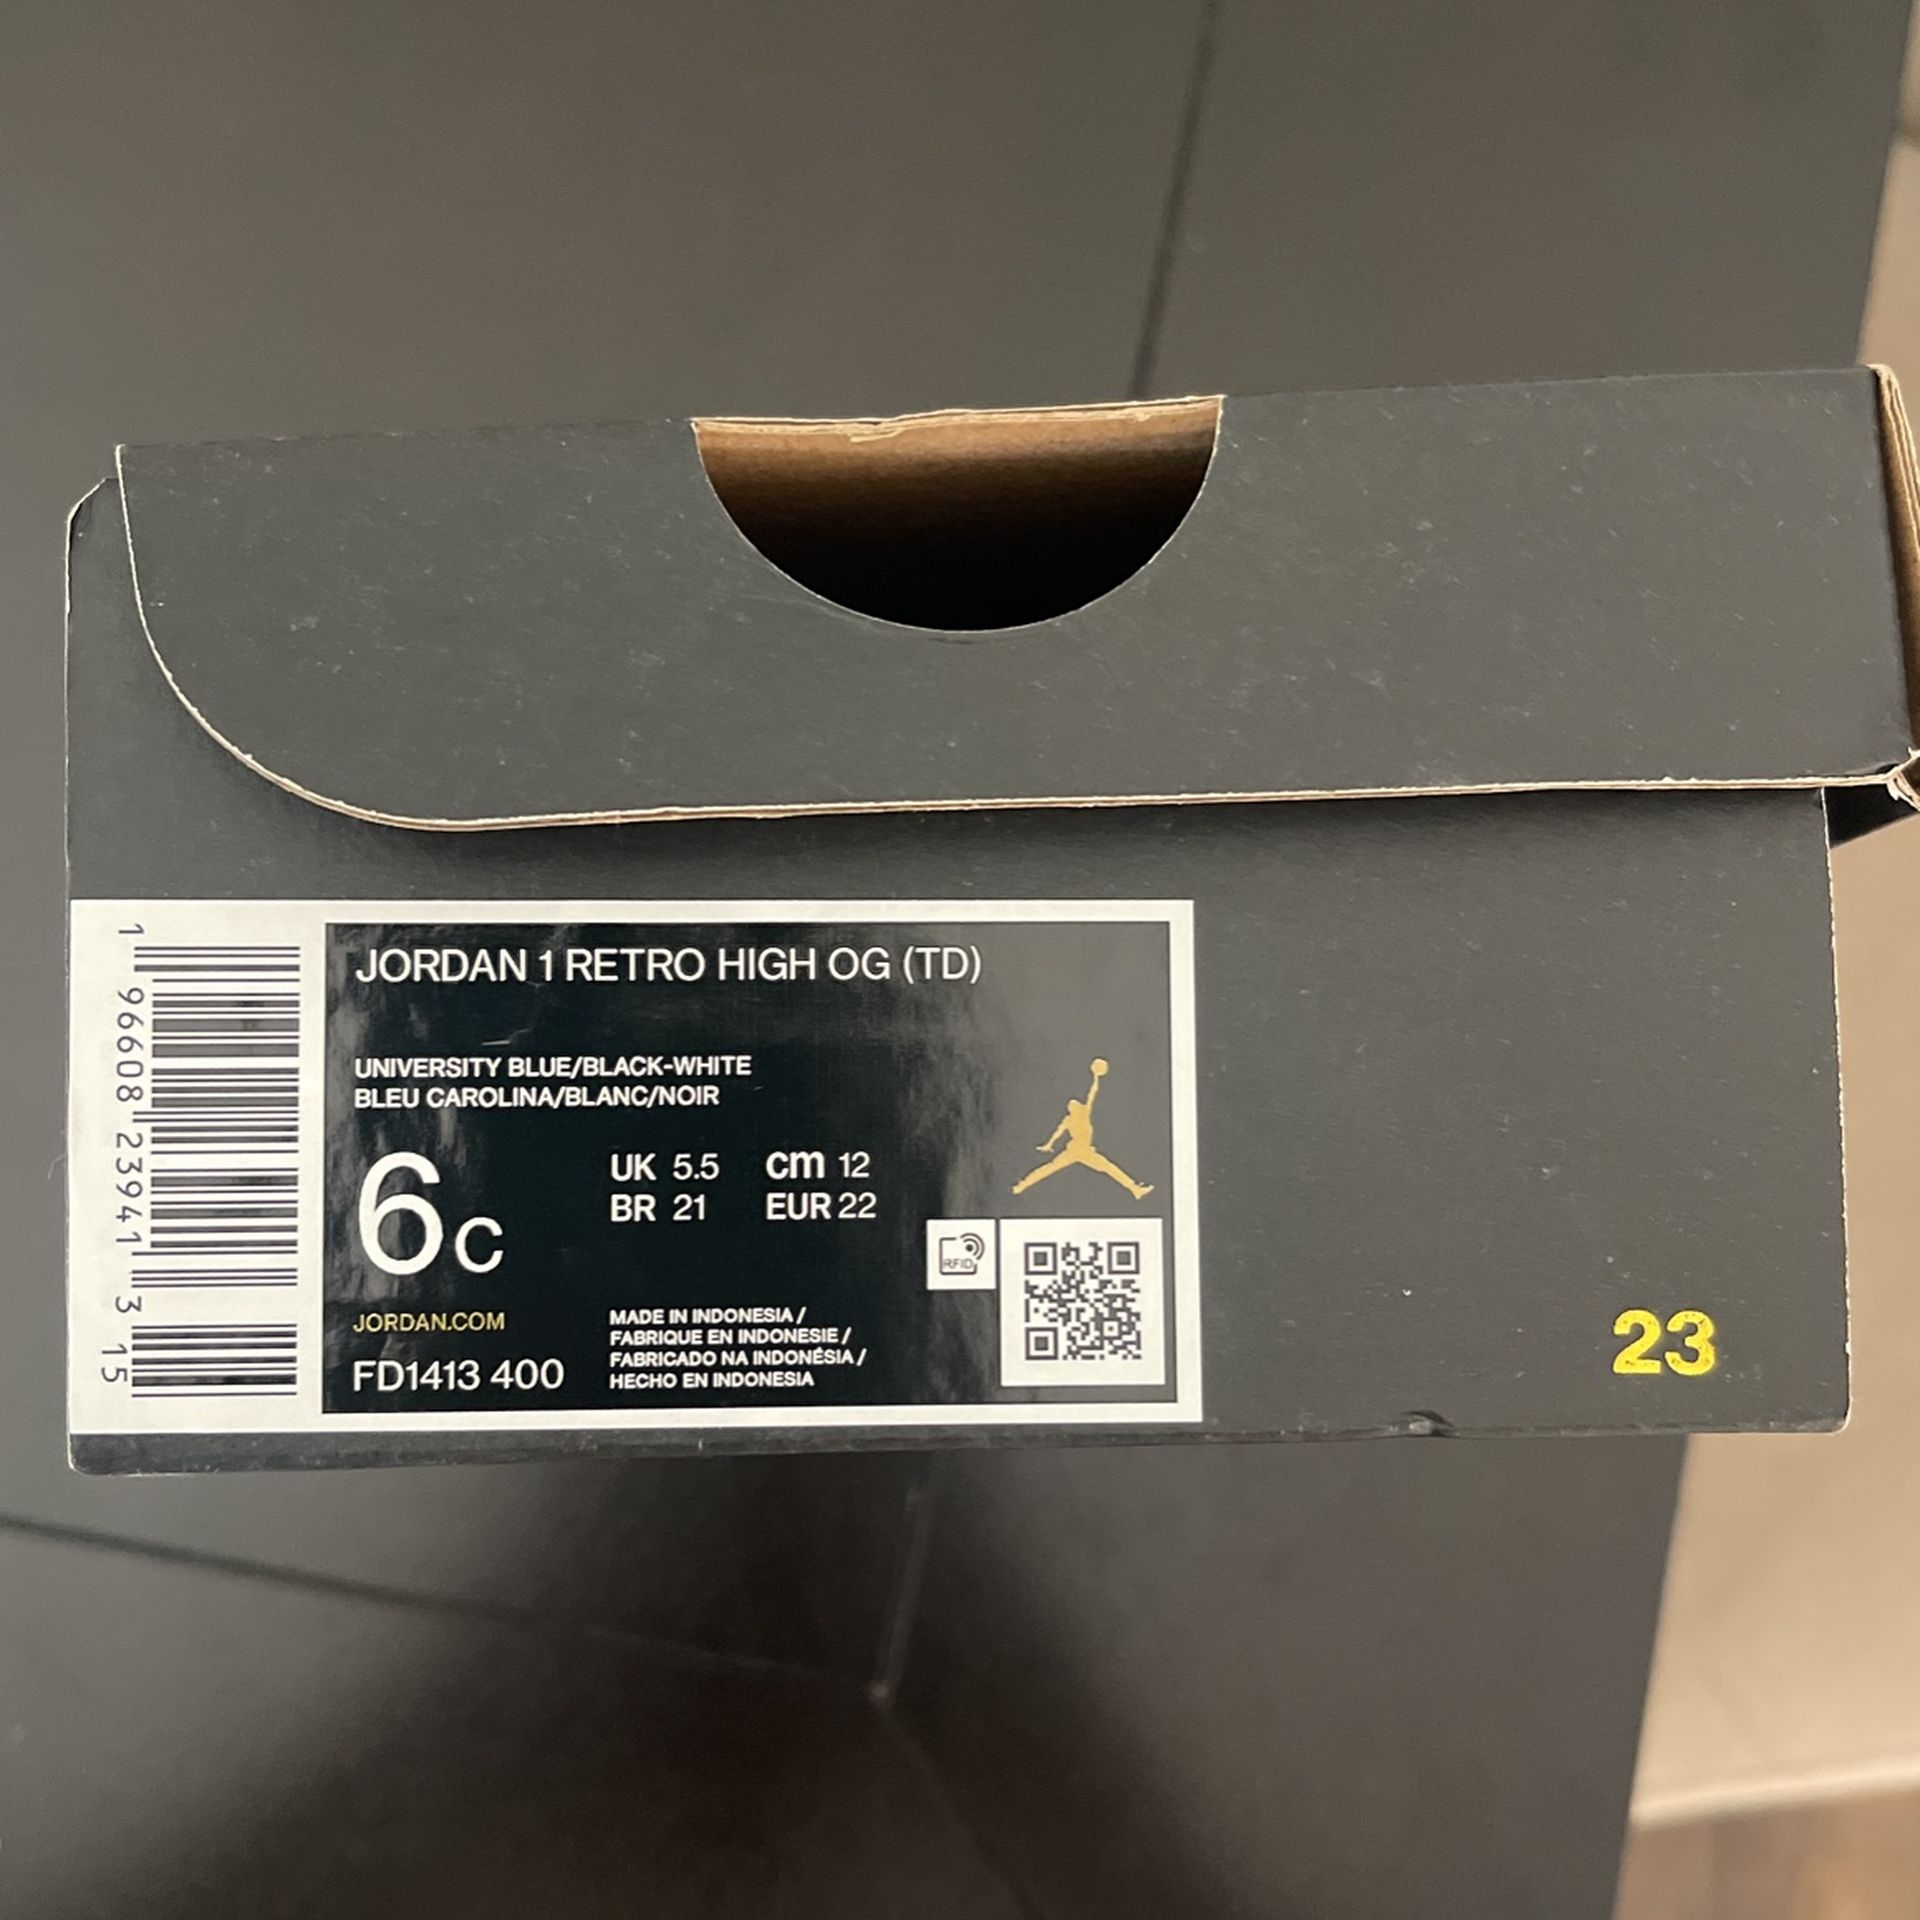 JORDAN 1 RETRO HIGH OG (TD)
UNIVERSITY BLUE/BLACK-WHITE
BLEU CAROLINA/BLANC/NOIR
6C
UK 5.5 cm 12
BR 21 EUR 22
JORDAN.COM
FD1413 400
MADE IN INDONESIA /
FABRIQUE EN INDONESIE /
FABRICADO NA INDONÉSIA /
HECHO EN INDONESIA
RFID
1 96608 23941 3 15
23